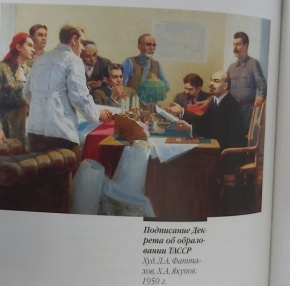 Подписание Дек-
рета об образо-
вании ТАССР
Худ. Л.А. Фатта-
хов, Х.А. Якупов.
1950 г.